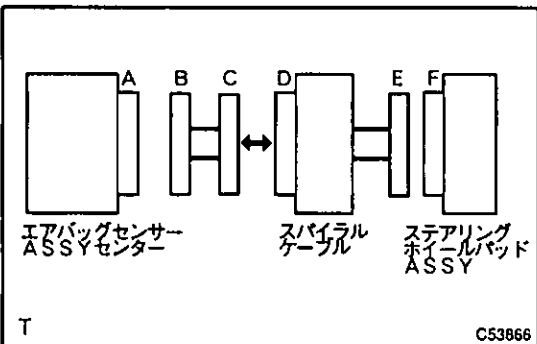 A B C D E F
エアバッグセンサー
ASSYセンター
スパイラル
ケーブル
ステアリング
ホイールパッド
ASSY
T
C53866